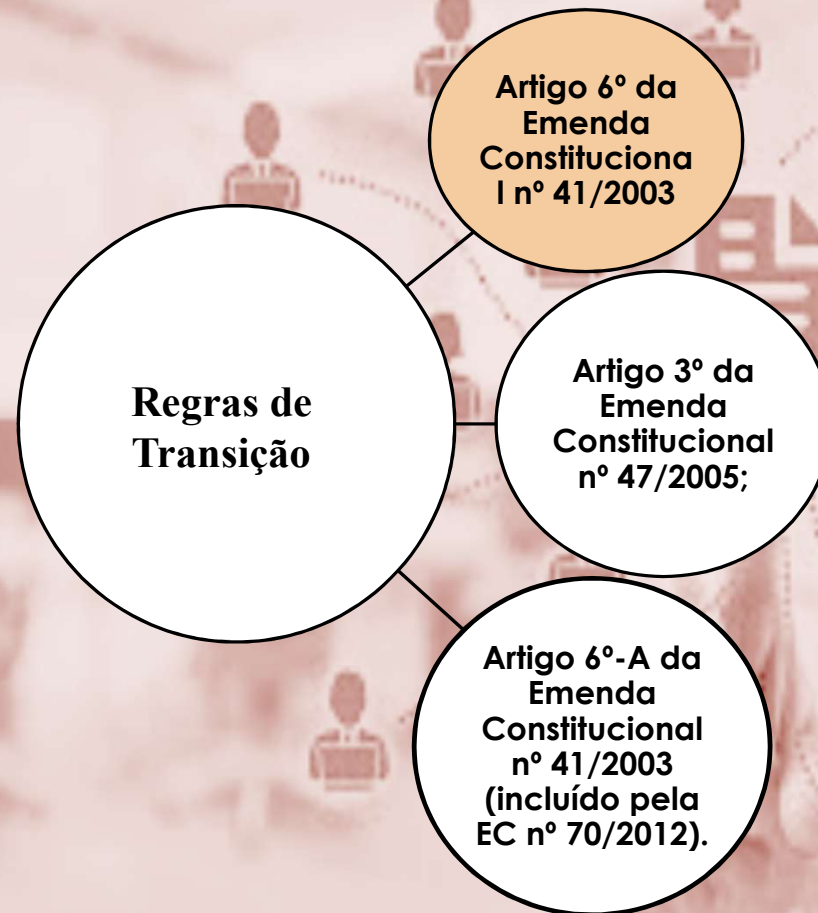 Artigo 6º da
Emenda
Constituciona
l nº 41/2003
Regras de
Transição
Artigo 3º da
Emenda
Constitucional
nº 47/2005;
Artigo 6º-A da
Emenda
Constitucional
nº 41/2003
(incluído pela
EC nº 70/2012).